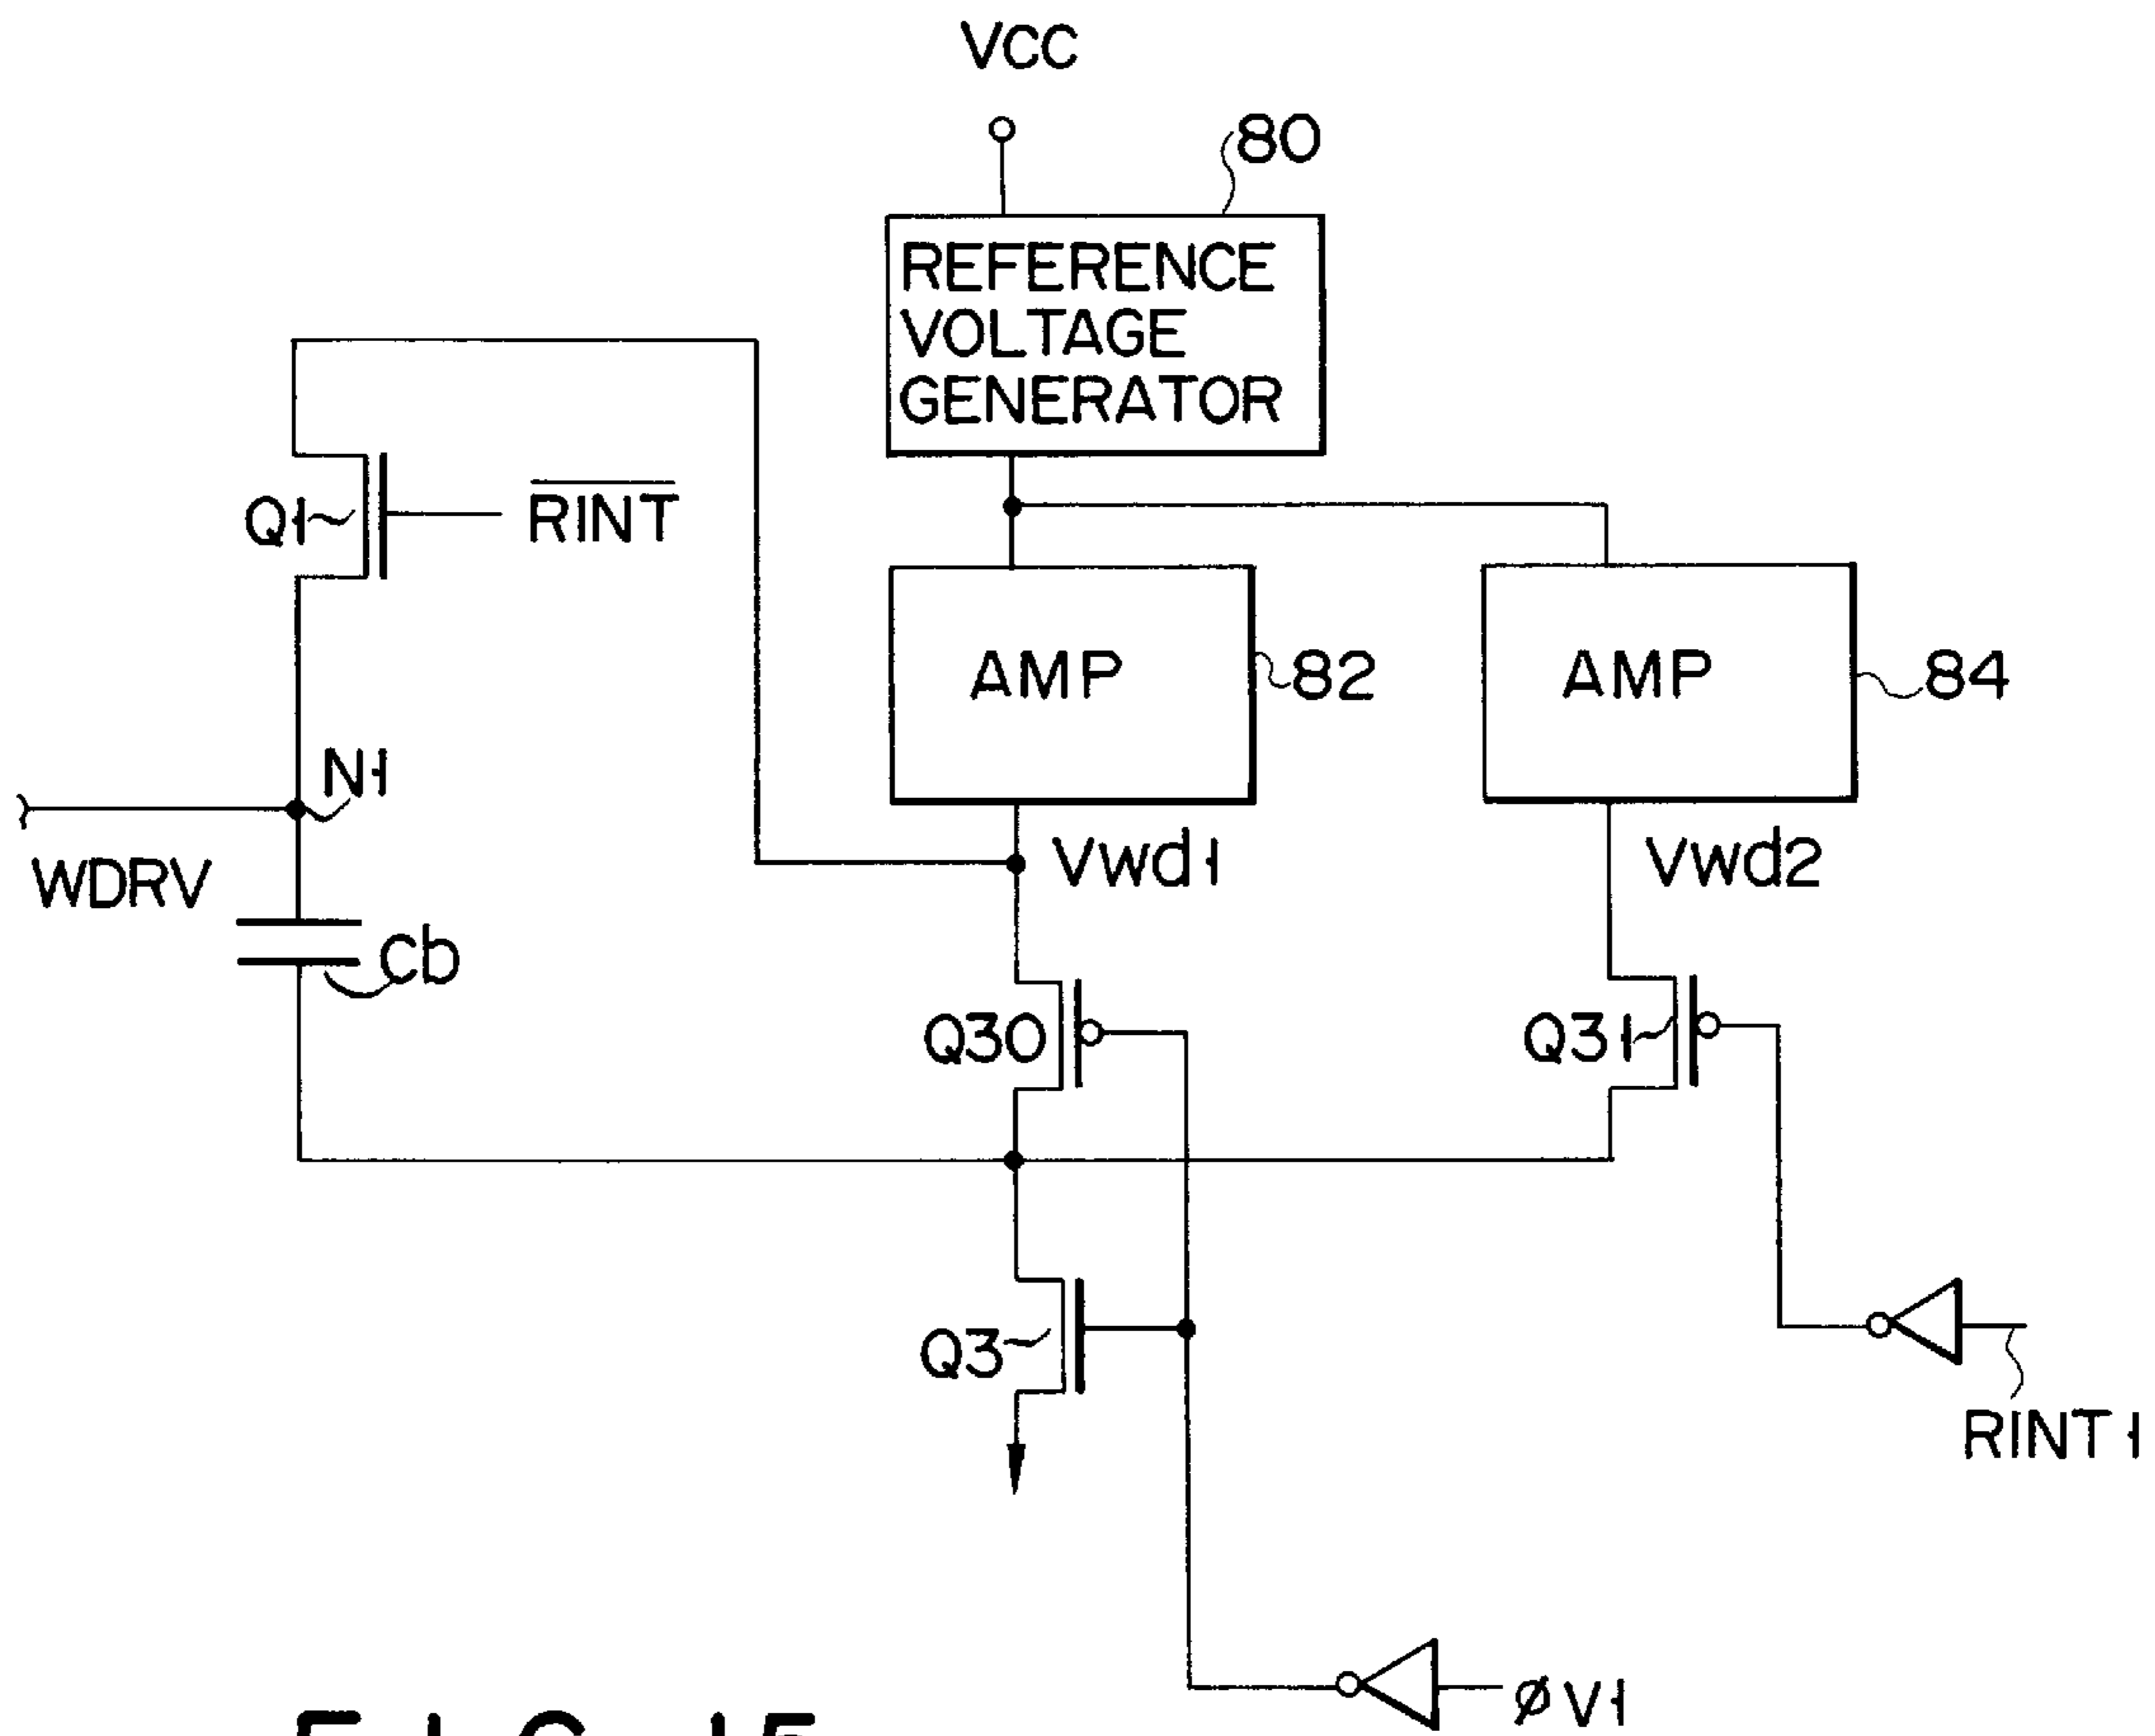 VCC
80
REFERENCE
VOLTAGE
GENERATOR
Q1
RINT
AMP
82
AMP
84
N1
WDRV
Vwd1
Vwd2
Cb
Q30
Q31
Q3
RINT1
ØV1